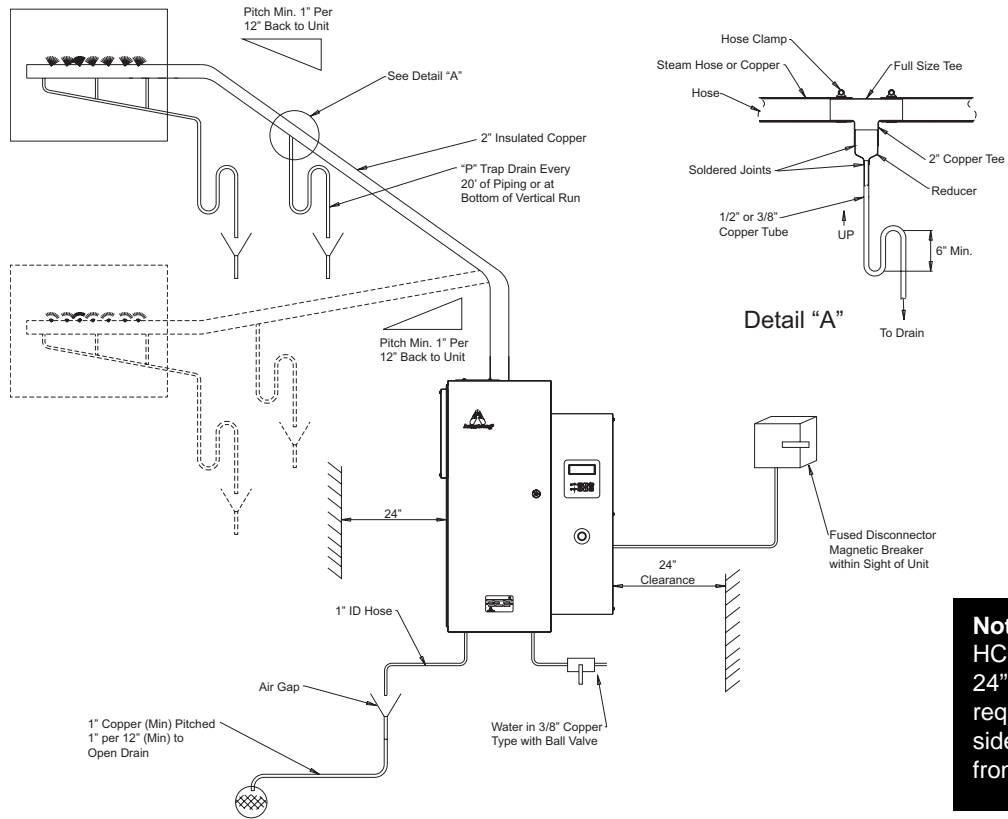 Pitch Min. 1” Per
12” Back to Unit
See Detail “A”
2” Insulated Copper
“P” Trap Drain Every
20’ of Piping or at
Bottom of Vertical Run
Hose Clamp
Steam Hose or Copper
Full Size Tee
Hose
2” Copper Tee
Soldered Joints
Reducer
1/2” or 3/8”
Copper Tube
UP
6” Min.
Detail “A”
To Drain
Pitch Min. 1” Per
12” Back to Unit
24”
Fused Disconnector
Magnetic Breaker
within Sight of Unit
24”
Clearance
1” ID Hose
Air Gap
Water in 3/8” Copper
Type with Ball Valve
1” Copper (Min) Pitched
1” per 12” (Min) to
Open Drain
HC
24”